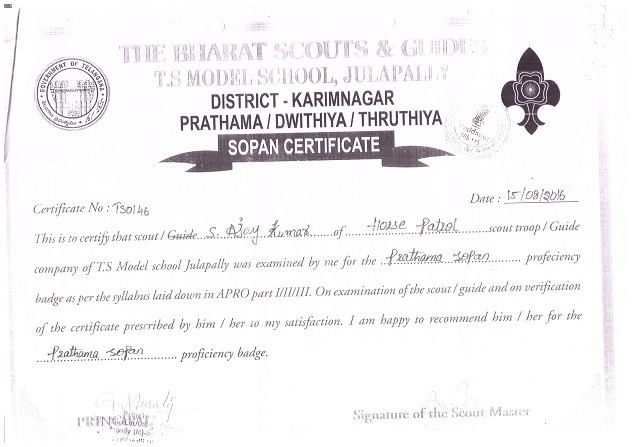 THE BHARAT SCOUTS & GUIDES
T.S MODEL SCHOOL, JULAPALLY
DISTRICT - KARIMNAGAR
PRATHAMA / DWITHIYA / THRUTHIYA
SOPAN CERTIFICATE
GOVERNMENT OF TELANGANA
Certificate No : TSO146
Date : 15/08/2016
This is to certify that scout / Guide S. Ajay Kumar of Horse Patrol scout troop / Guide
company of T.S Model school Julapally was examined by me for the Prathama sopan proficiency
badge as per the syllabus laid down in APRO part I/II/III. On examination of the scout / guide and on verification
of the certificate prescribed by him / her to my satisfaction. I am happy to recommend him / her for the
Prathama sopan proficiency badge.
PRINCIPAL
Signature of the Scout Master